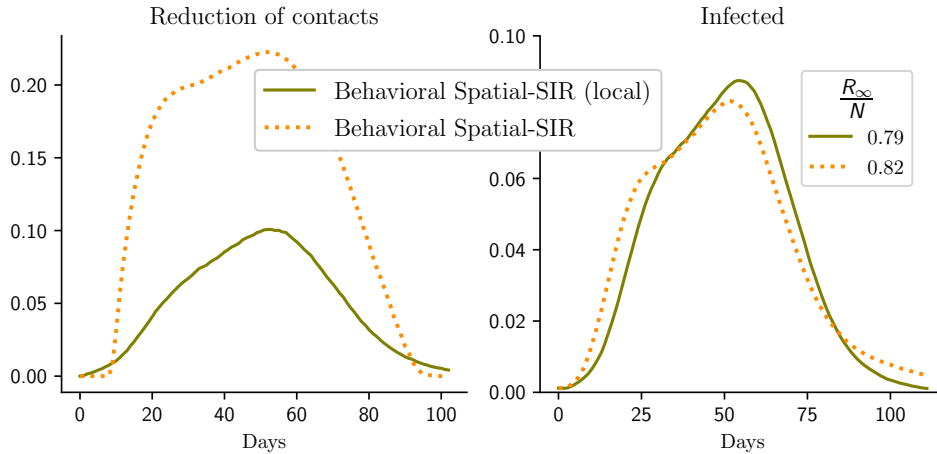 Reduction of contacts
0.20
0.15
0.10
0.05
0.00
0
20
40
60
80
100
Days
Behavioral Spatial-SIR (local)
Behavioral Spatial-SIR
Infected
0.10
0.06
0.04
0.02
0.00
0
25
50
75
100
Days
R∞
N
0.79
0.82